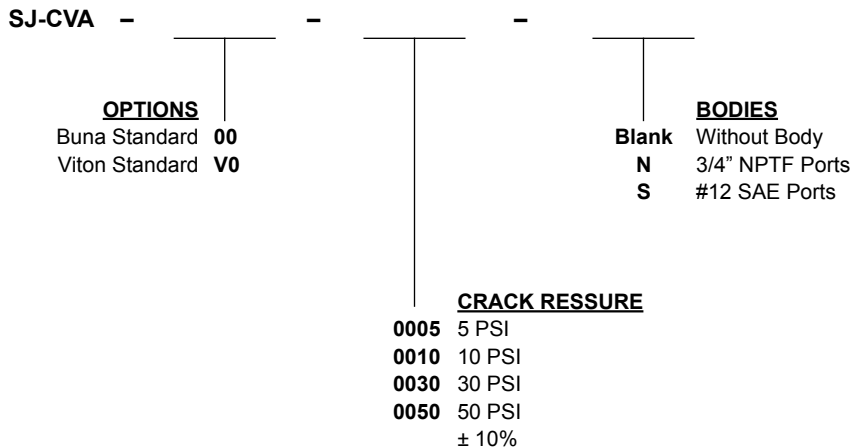 SJ-CVA – – –
OPTIONS
Buna Standard 00
Viton Standard V0
BODIES
Blank Without Body
N 3/4” NPTF Ports
S #12 SAE Ports
CRACK RESSURE
0005 5 PSI
0010 10 PSI
0030 30 PSI
0050 50 PSI
± 10%